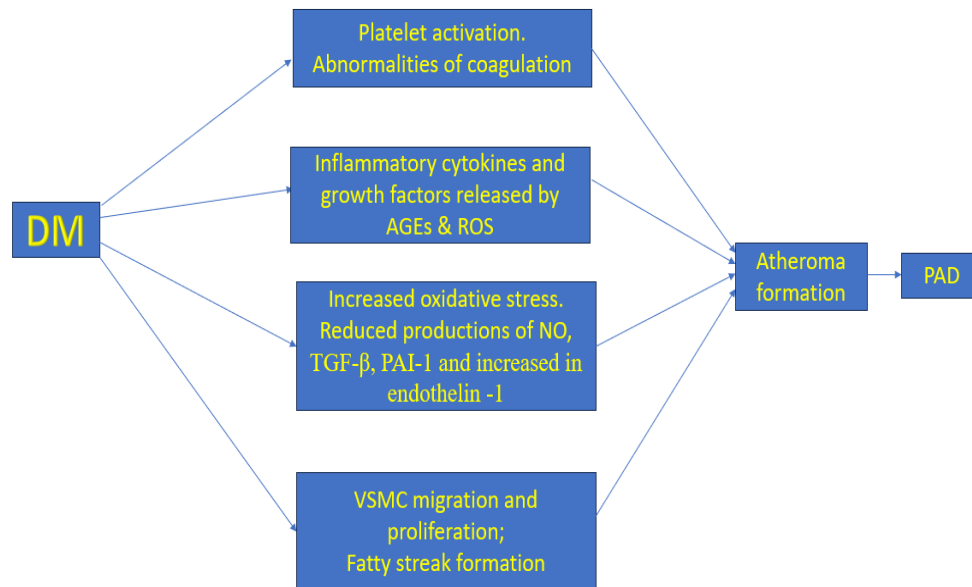 Platelet activation.
Abnormalities of coagulation
Inflammatory cytokines and
growth factors released by
AGEs & ROS
DM
Increased oxidative stress.
Reduced productions of NO,
TGF-β, PAI-1 and increased in
endothelin -1
VSMC migration and
proliferation;
Fatty streak formation
Atheroma
formation
PAD